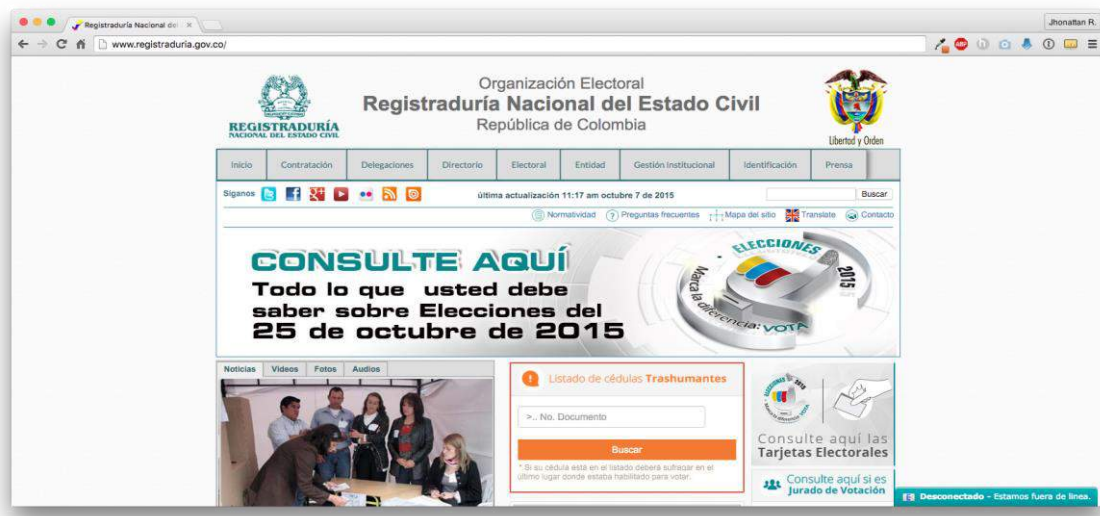 Registraduría Nacional del
Jhonattan R.
www.registraduria.gov.co/
REGISTRADURÍA
NACIONAL DEL ESTADO CIVIL
Organización Electoral
Registraduría Nacional del Estado Civil
República de Colombia
Libertad y Orden
Inicio Contratación Delegaciones Directorio Electoral Entidad Gestión Institucional Identificación Prensa
Siganos
última actualización 11:17 am octubre 7 de 2015
Buscar
Normatividad Preguntas frecuentes Mapa del sitio Translate Contacto
CONSULTE AQUÍ
Todo lo que usted debe
saber sobre Elecciones del
25 de octubre de 2015
ELECCIONES 2015
Marca la diferencia: VOTA
Noticias Videos Fotos Audios
Listado de cédulas Trashumantes
>.. No. Documento
Buscar
* Si su cédula está en el listado deberá sufragar en el
último lugar donde estaba habilitado para votar.
Consulte aquí las
Tarjetas Electorales
Consulte aquí si es
Jurado de Votación
Desconectado - Estamos fuera de linea.